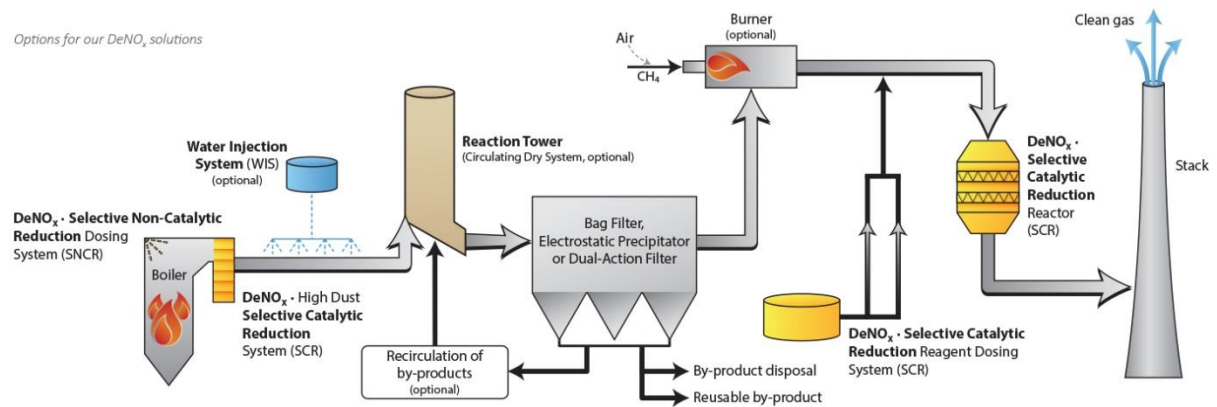 Options for our DeNOₓ solutions
Burner
(optional)
Air
CH₄
Clean gas
Water Injection
System (WIS)
(optional)
Reaction Tower
(Circulating Dry System, optional)
DeNOₓ · Selective Non-Catalytic
Reduction Dosing
System (SNCR)
Boiler
DeNOₓ · High Dust
Selective Catalytic
Reduction
System (SCR)
Bag Filter,
Electrostatic Precipitator
or Dual-Action Filter
Recirculation of
by-products
(optional)
By-product disposal
Reusable by-product
DeNOₓ · Selective Catalytic
Reduction Reagent Dosing
System (SCR)
DeNOₓ ·
Selective
Catalytic
Reduction
Reactor
(SCR)
Stack